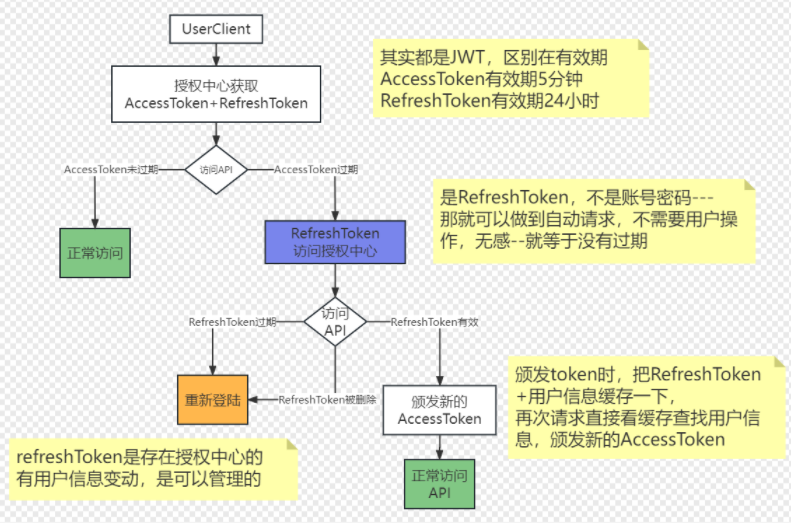 UserClient
授权中心获取
AccessToken+RefreshToken
其实都是JWT，区别在有效期
AccessToken有效期5分钟
RefreshToken有效期24小时
AccessToken未过期
访问API
AccessToken过期
正常访问
RefreshToken
访问授权中心
是RefreshToken，不是账号密码---
那就可以做到自动请求，不需要用户操
作，无感--就等于没有过期
RefreshToken过期
访问
API
RefreshToken有效
重新登陆
RefreshToken被删除
颁发新的
AccessToken
颁发token时，把RefreshToken
+用户信息缓存一下，
再次请求直接看缓存查找用户信
息，颁发新的AccessToken
refreshToken是存在授权中心的
有用户信息变动，是可以管理的
正常访问
API